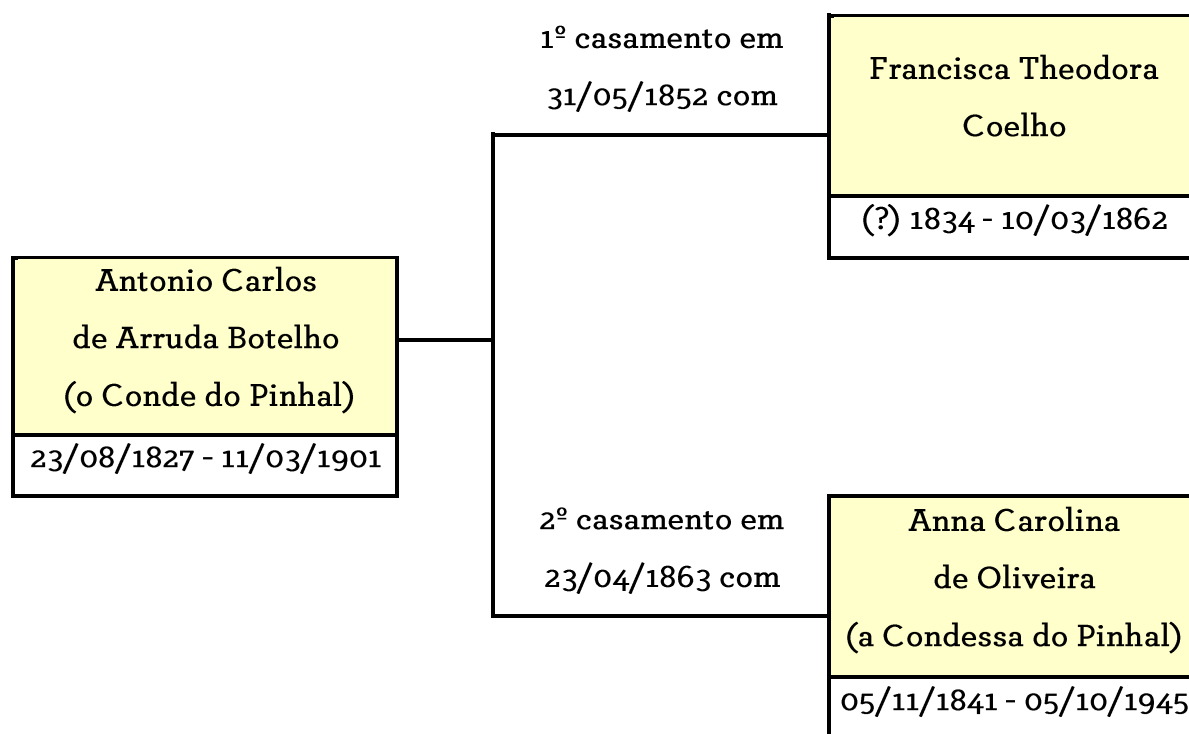 1º casamento em
31/05/1852 com
Francisca Theodora
Coelho
(?) 1834 - 10/03/1862
Antonio Carlos
de Arruda Botelho
(o Conde do Pinhal)
23/08/1827 - 11/03/1901
2º casamento em
23/04/1863 com
Anna Carolina
de Oliveira
(a Condessa do Pinhal)
05/11/1841 - 05/10/1945